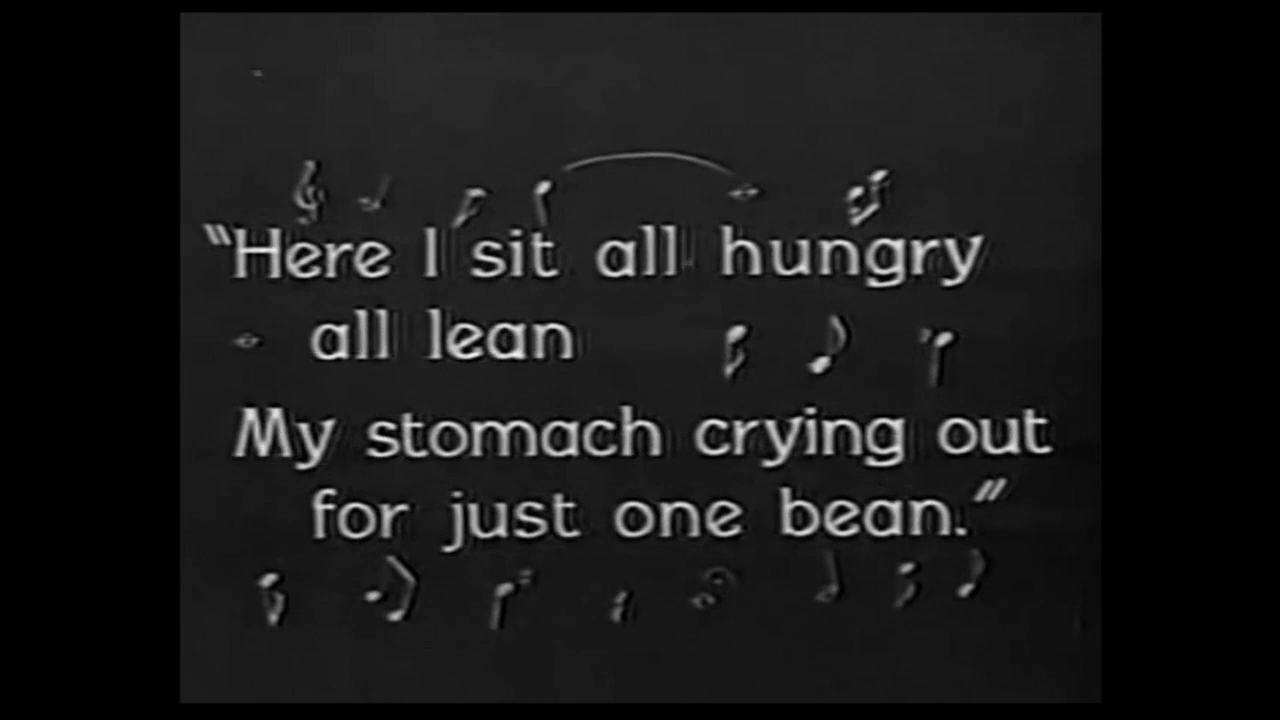 "Here I sit all hungry
all lean
My stomach crying out
for just one bean."